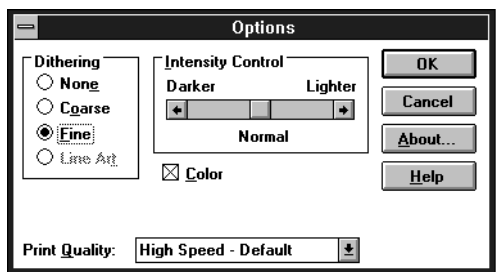 Options
Dithering
None
Coarse
Fine
Line Art
Intensity Control
Darker Lighter
Normal
Color
OK
Cancel
About...
Help
Print Quality: High Speed - Default